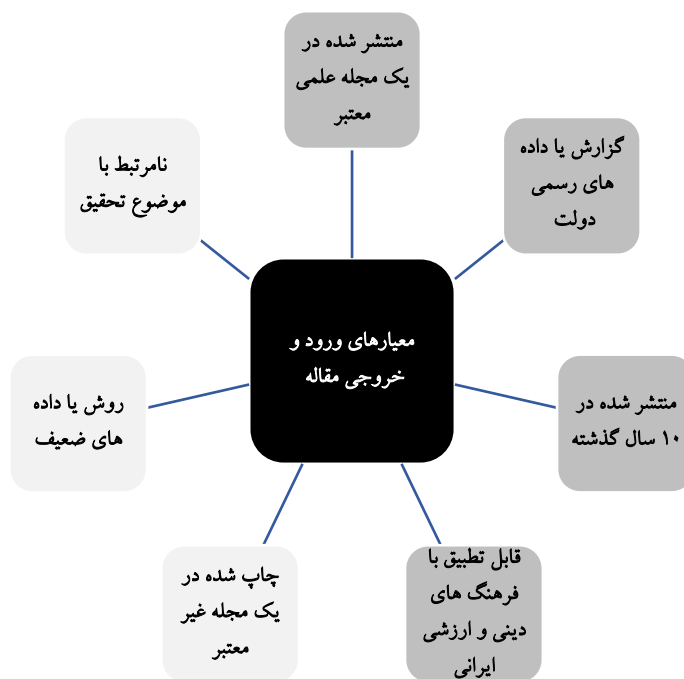 منتشر شده در
یک مجله علمی
معتبر
گزارش یا داده
های رسمی
دولت
منتشر شده در
۱۰ سال گذشته
قابل تطبیق با
فرهنگ های
دینی و ارزشی
ایرانی
چاپ شده در
یک مجله غیر
معتبر
روش یا داده
های ضعیف
نامرتبط با
موضوع تحقیق
معیارهای ورود و
خروجی مقاله